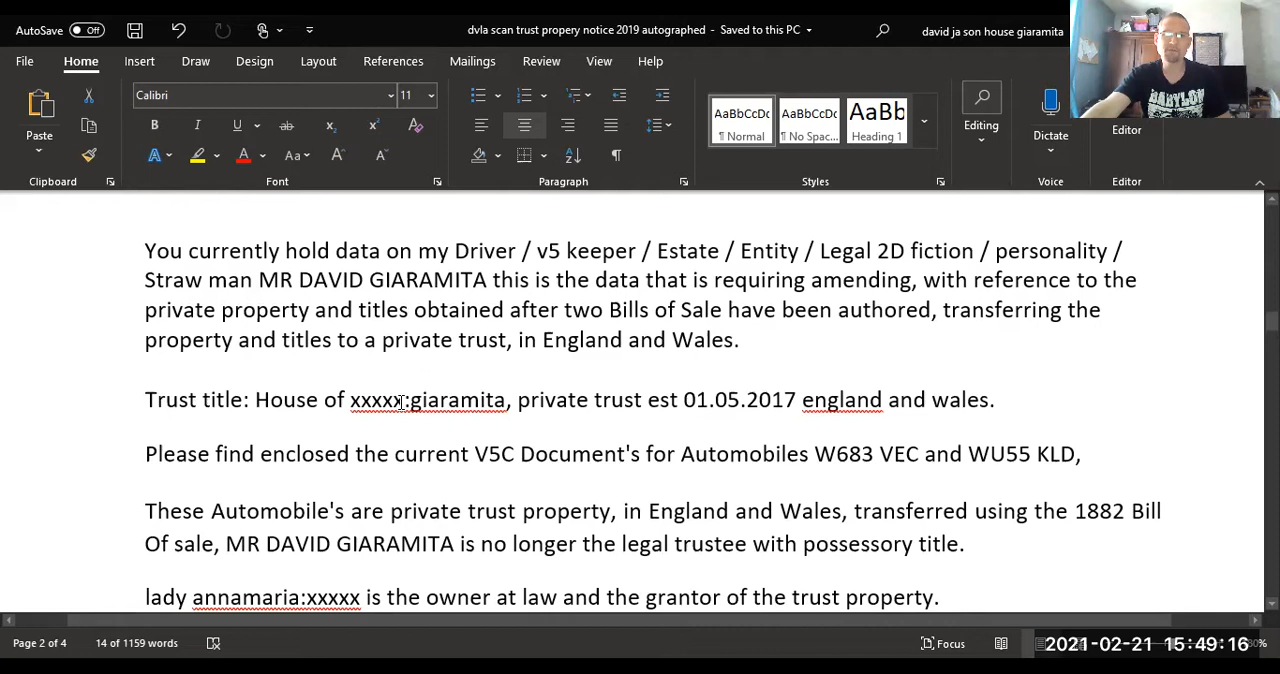 AutoSave Off dvla scan trust propery notice 2019 autographed - Saved to this PC david ja son house giaramita
File Home Insert Draw Design Layout References Mailings Review View Help
Calibri 11
AaBbCcDc AaBbCcDc AaBb
Paste ¶ Normal ¶ No Spac... Heading 1 Editing Dictate Editor
Clipboard Font Paragraph Styles Voice Editor
BABYLON
You currently hold data on my Driver / v5 keeper / Estate / Entity / Legal 2D fiction / personality /
Straw man MR DAVID GIARAMITA this is the data that is requiring amending, with reference to the
private property and titles obtained after two Bills of Sale have been authored, transferring the
property and titles to a private trust, in England and Wales.
Trust title: House of xxxxx:giaramita, private trust est 01.05.2017 england and wales.
Please find enclosed the current V5C Document's for Automobiles W683 VEC and WU55 KLD,
These Automobile's are private trust property, in England and Wales, transferred using the 1882 Bill
Of sale, MR DAVID GIARAMITA is no longer the legal trustee with possessory title.
lady annamaria:xxxxx is the owner at law and the grantor of the trust property.
Page 2 of 4 14 of 1159 words Focus 2021-02-21 15:49:16